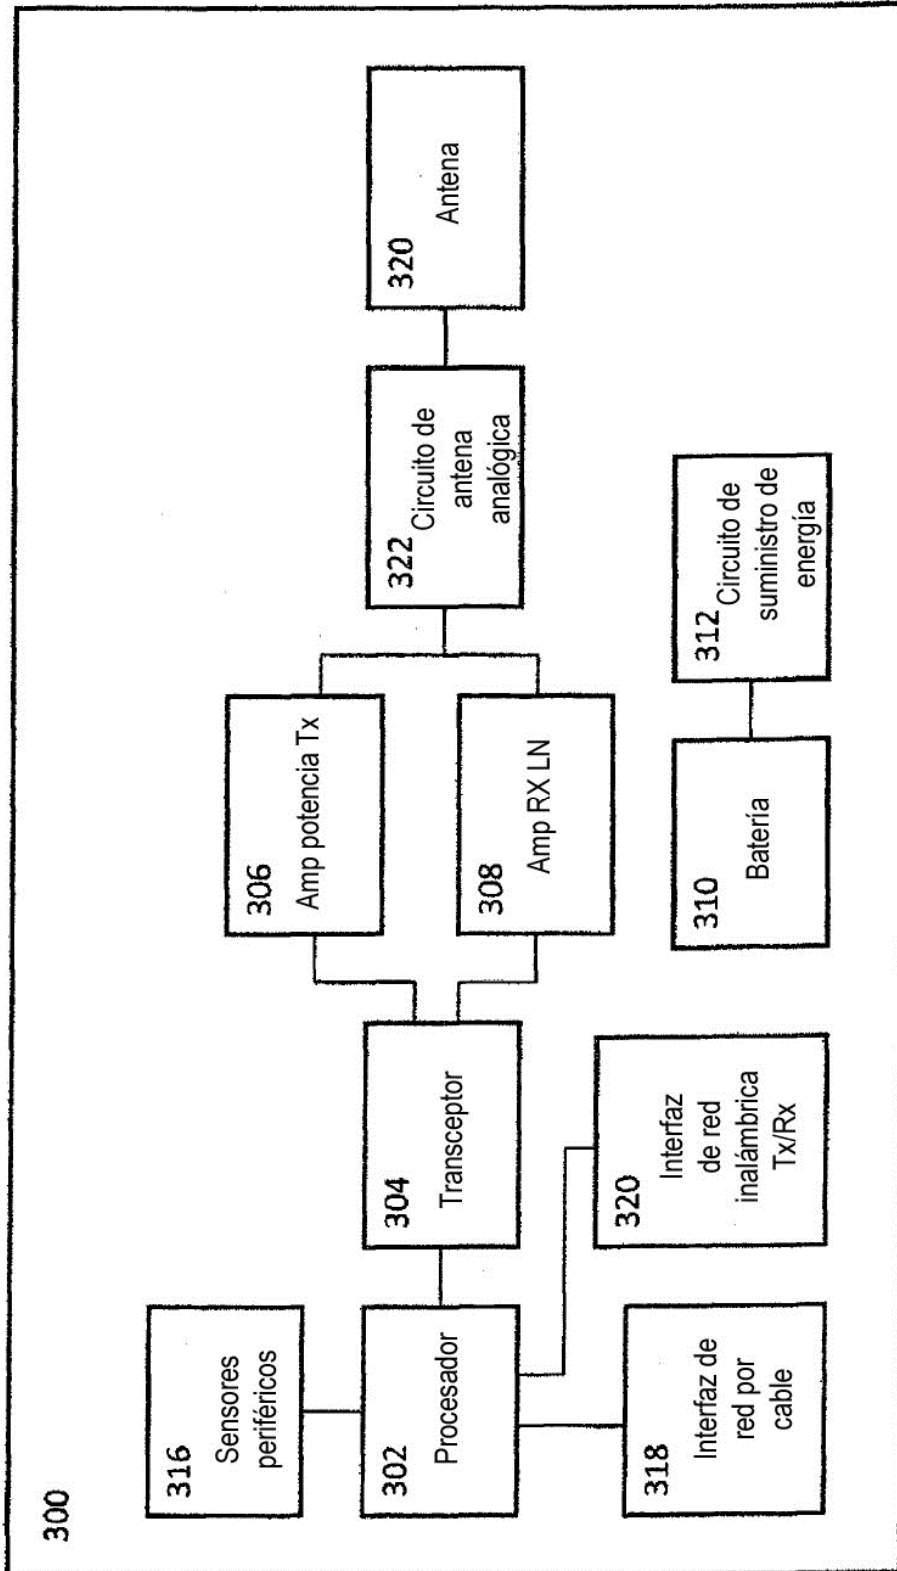 300
316
Sensores
periféricos
302
Procesador
318
Interfaz de
red por
cable
304
Transceptor
320
Interfaz
de red
inalámbrica
Tx/Rx
306
Amp potencia Tx
308
Amp RX LN
310
Batería
312
Circuito de
suministro de
energía
322
Circuito de
antena
analógica
320
Antena